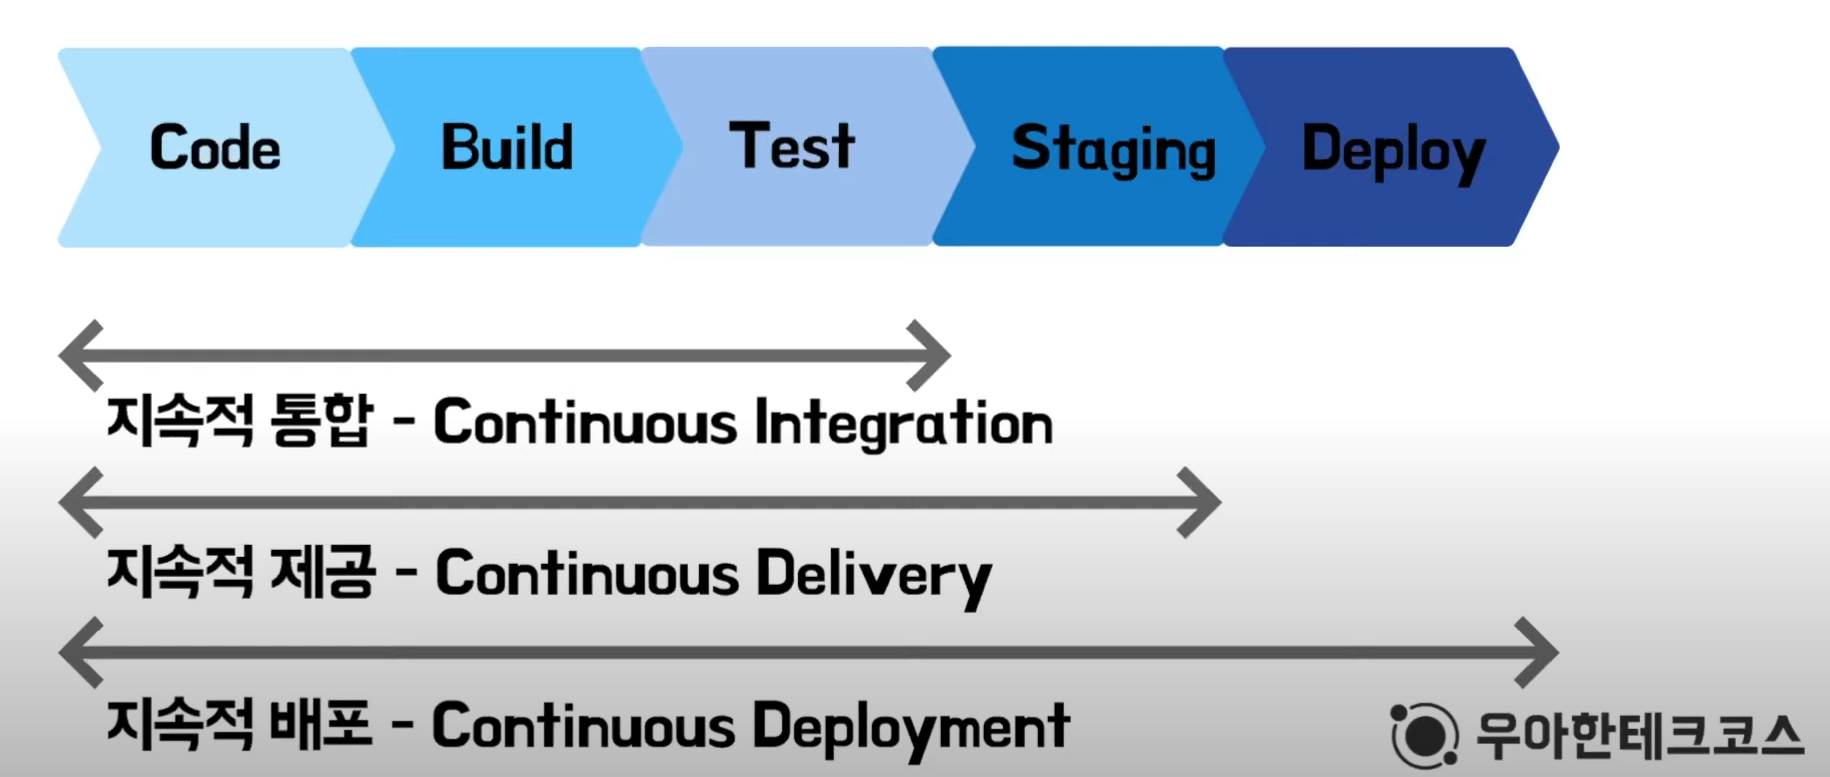 Code
Build
Test
Staging
Deploy
지속적 통합 - Continuous Integration
지속적 제공 - Continuous Delivery
지속적 배포 - Continuous Deployment
우아한테크코스